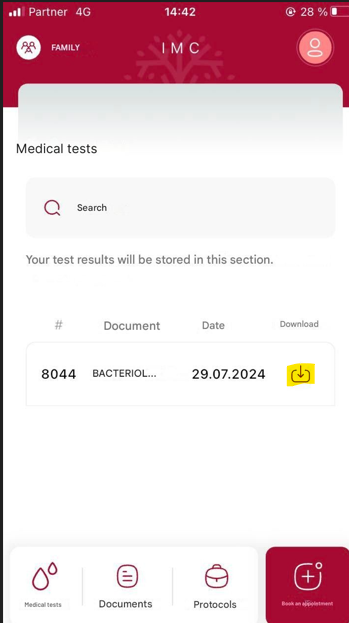 Partner 4G 14:42 28 %
FAMILY IMC
Medical tests
Search
Your test results will be stored in this section.
# Document Date Download
8044 BACTERIOL... 29.07.2024
Medical tests Documents Protocols Book an appointment